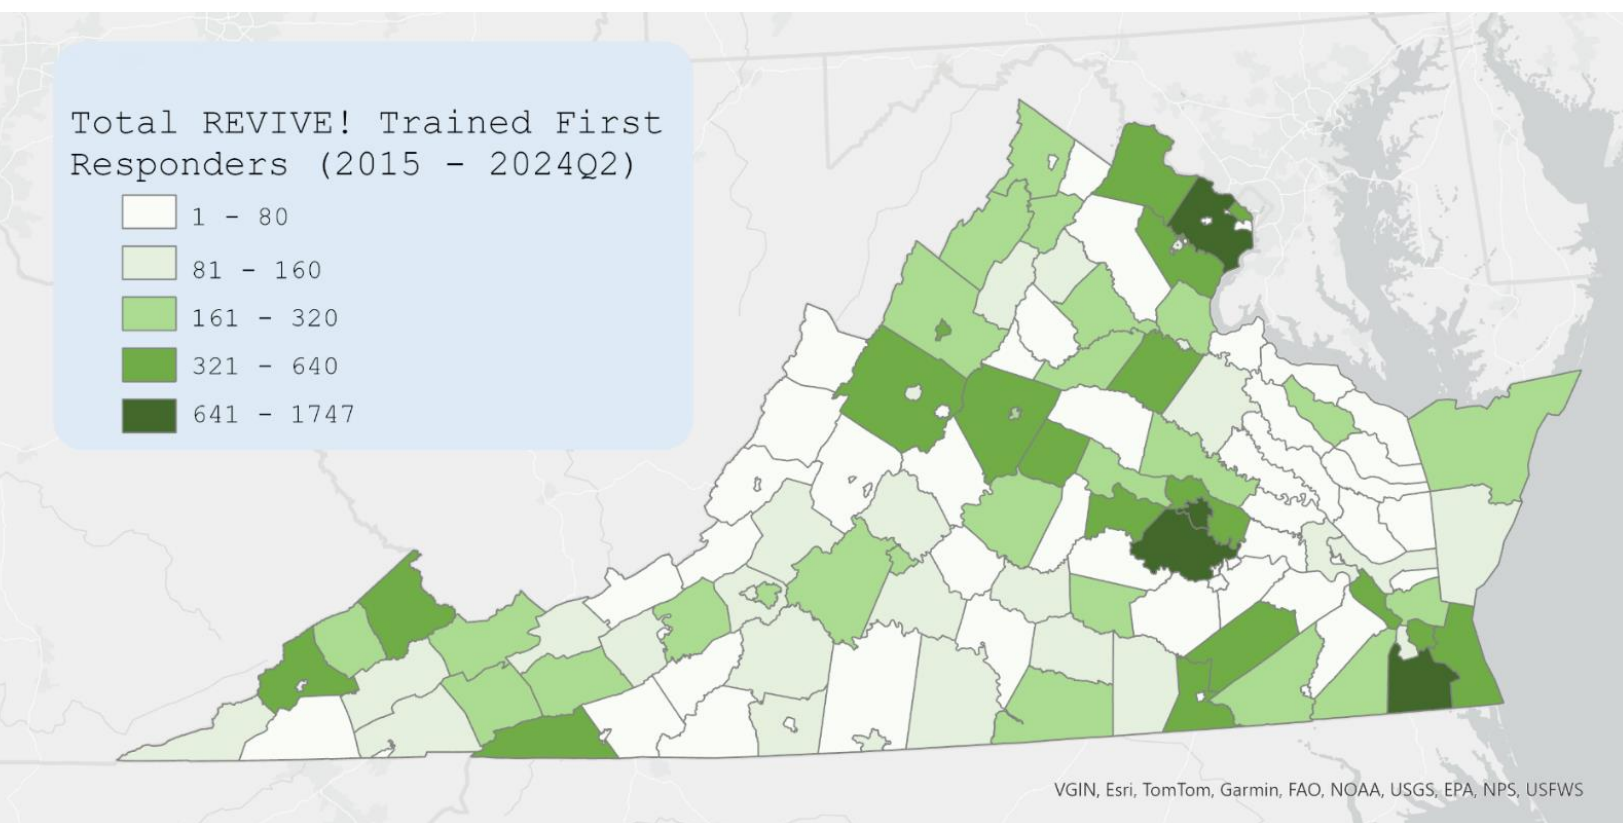 Total REVIVE! Trained First
Responders (2015 - 2024Q2)
1 - 80
81 - 160
161 - 320
321 - 640
641 - 1747
VGIN, Esri, TomTom, Garmin, FAO, NOAA, USGS, EPA, NPS, USFWS